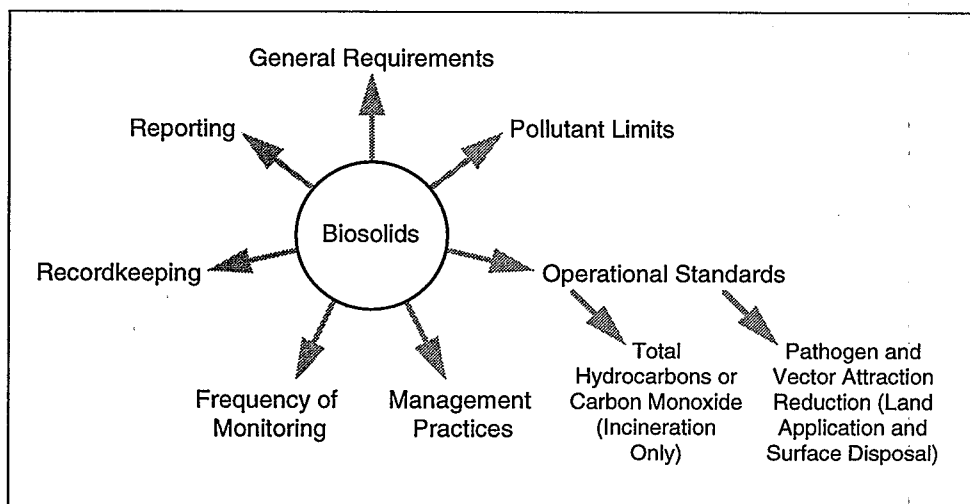 General Requirements
Reporting
Pollutant Limits
Biosolids
Recordkeeping
Operational Standards
Frequency of
Monitoring
Management
Practices
Total
Hydrocarbons or
Carbon Monoxide
(Incineration
Only)
Pathogen and
Vector Attraction
Reduction (Land
Application and
Surface Disposal)